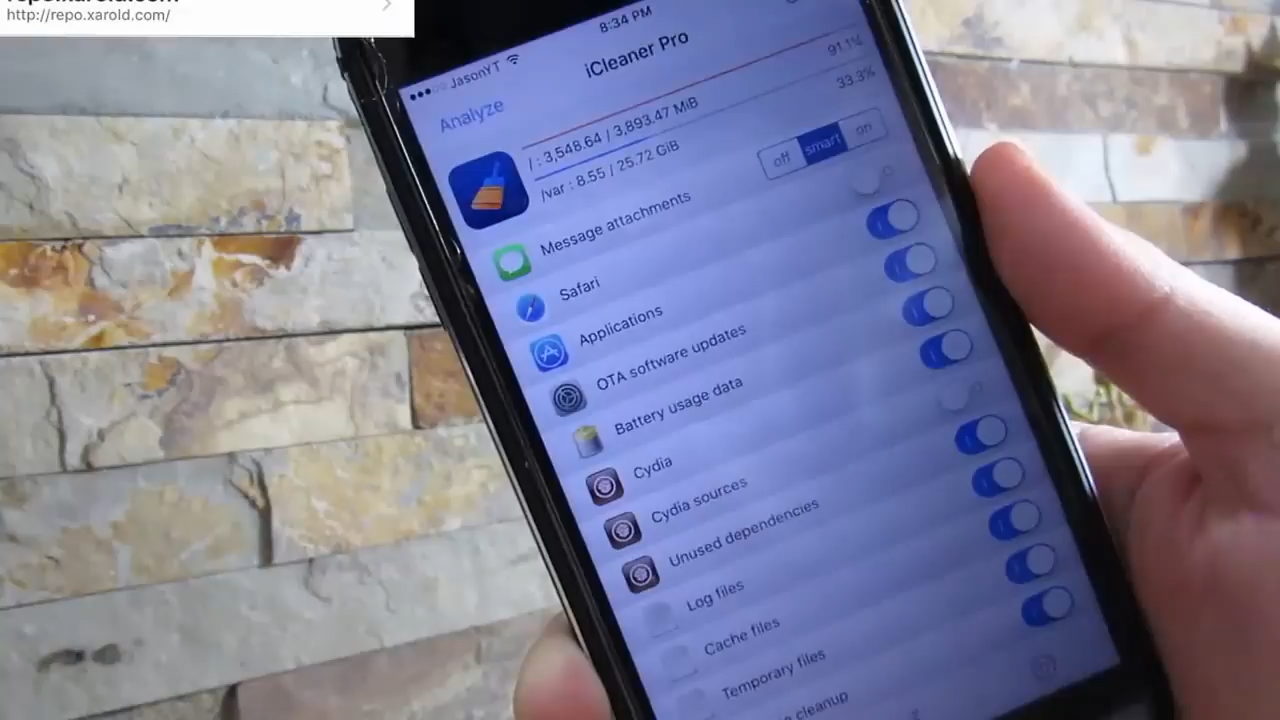 http://repo.xarold.com/
8:34 PM
JasonYT
iCleaner Pro
Analyze
91.1%
/ : 3,548.64 / 3,893.47 MiB
33.3%
/var : 8.55 / 25.72 GiB
off smart on
Message attachments
Safari
Applications
OTA software updates
Battery usage data
Cydia
Cydia sources
Unused dependencies
Log files
Cache files
Temporary files
cleanup